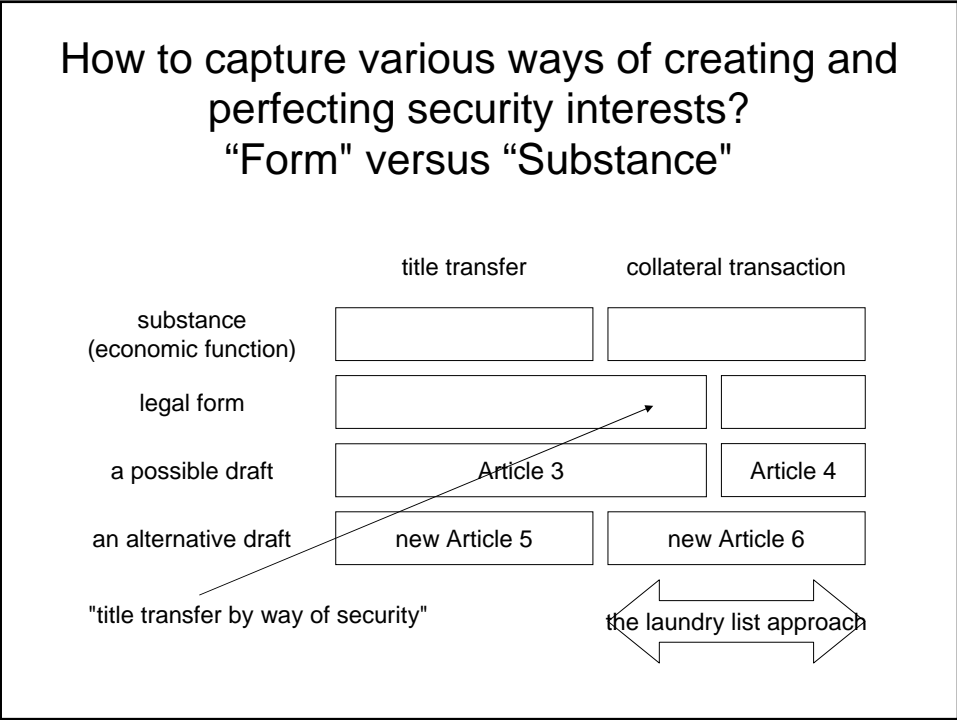 How to capture various ways of creating and
perfecting security interests?
“Form" versus “Substance"
title transfer
collateral transaction
substance
(economic function)
legal form
a possible draft
Article 3
Article 4
an alternative draft
new Article 5
new Article 6
"title transfer by way of security"
the laundry list approach